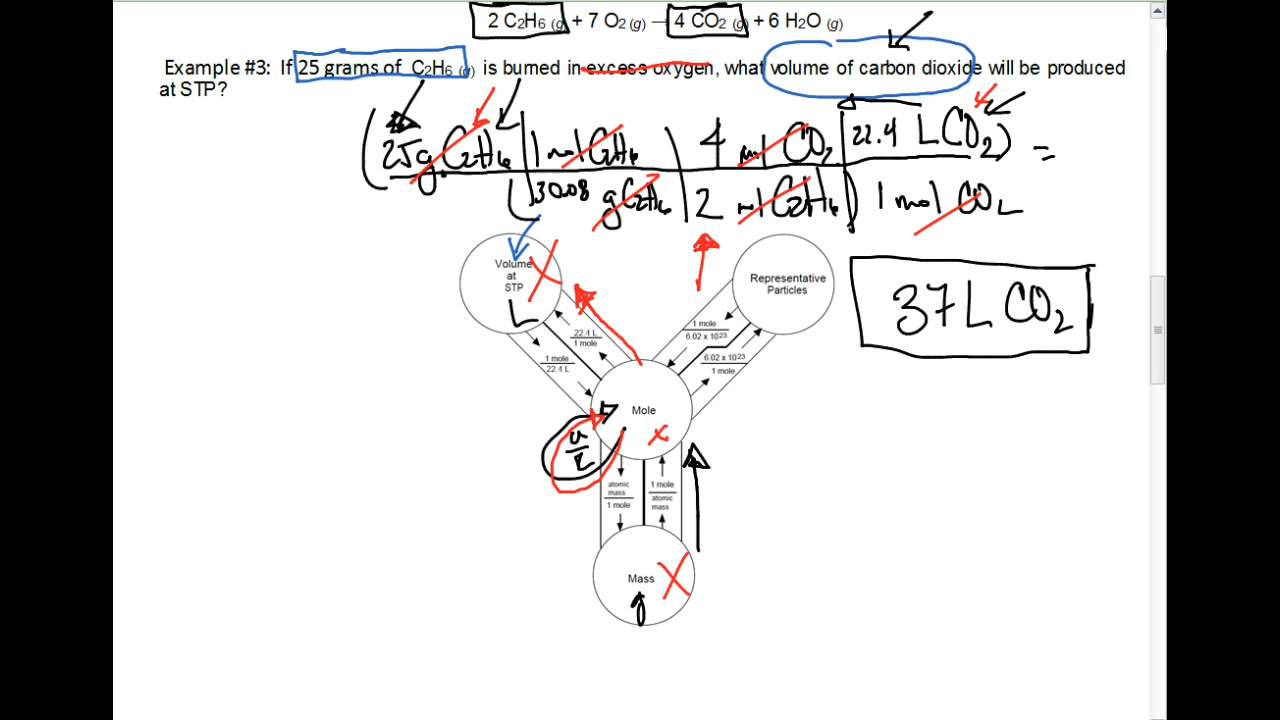 2 C2H6 (g) + 7 O2 (g) → 4 CO2 (g) + 6 H2O (g)
Example #3: If 25 grams of C2H6 (g) is burned in excess oxygen, what volume of carbon dioxide will be produced
at STP?
(25g C2H6 | 1 mol C2H6 | 4 mol CO2 | 22.4 L CO2) =
30.08 g C2H6 | 2 mol C2H6 | 1 mol CO2
Volume
at
STP
L
Representative
Particles
37 L CO2
22.4 L
1 mole
1 mole
22.4 L
1 mole
6.02 x 10²³
6.02 x 10²³
1 mole
Mole
x
atomic
mass
1 mole
1 mole
atomic
mass
Mass
g